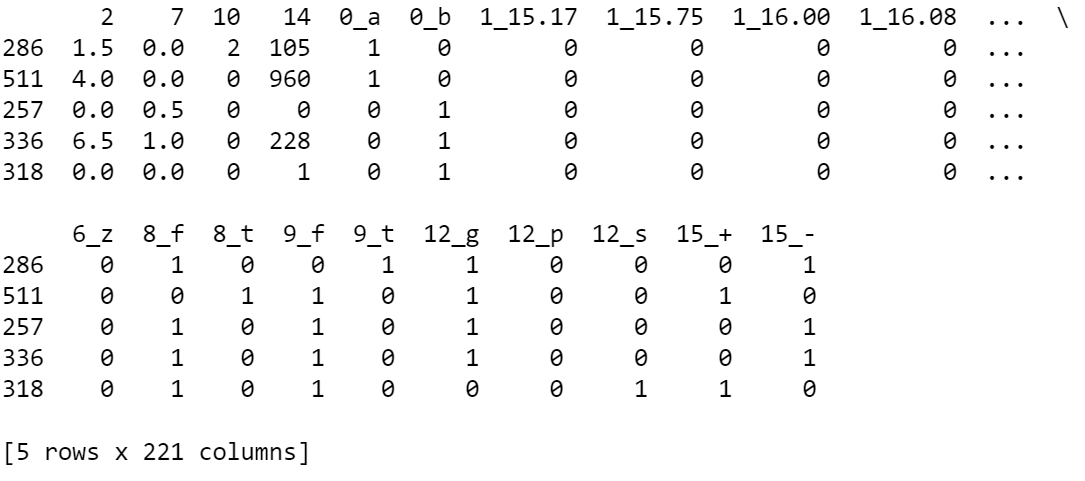 2 7 10 14 0_a 0_b 1_15.17 1_15.75 1_16.00 1_16.08 ... \
286 1.5 0.0 2 105 1 0 0 0 0 0 ...
511 4.0 0.0 0 960 1 0 0 0 0 0 ...
257 0.0 0.5 0 0 0 1 0 0 0 0 ...
336 6.5 1.0 0 228 0 1 0 0 0 0 ...
318 0.0 0.0 0 1 0 1 0 0 0 0 ...
6_z 8_f 8_t 9_f 9_t 12_g 12_p 12_s 15_+ 15_-
286 0 1 0 0 1 1 0 0 0 1
511 0 0 1 1 0 1 0 0 1 0
257 0 1 0 1 0 1 0 0 0 1
336 0 1 0 1 0 1 0 0 0 1
318 0 1 0 1 0 0 0 1 1 0
[5 rows x 221 columns]